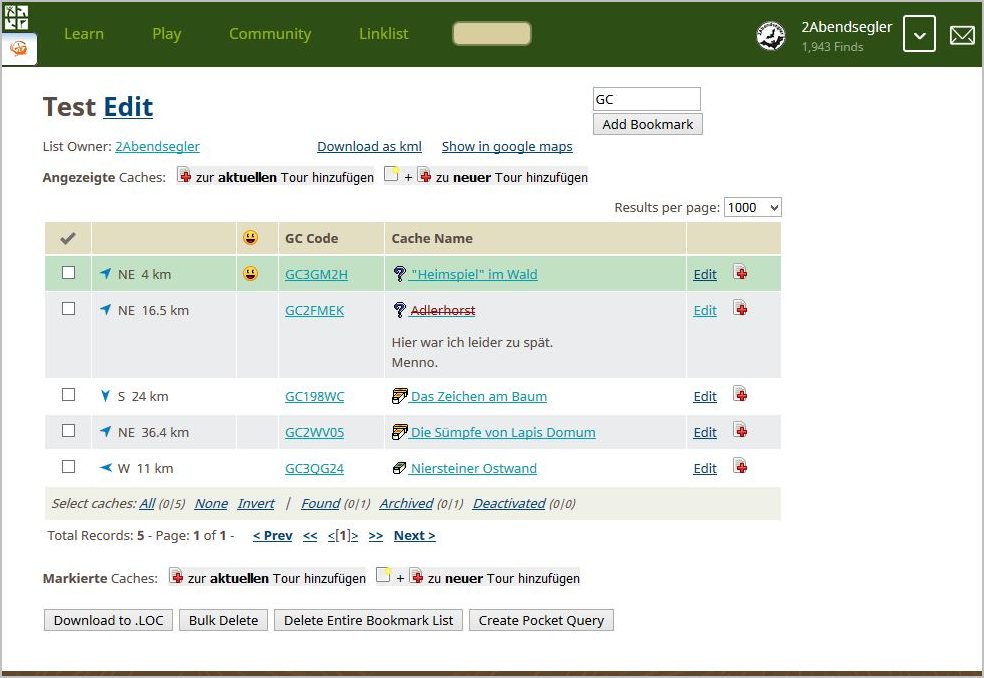 Learn Play Community Linklist 2Abendsegler
1,943 Finds
Test Edit
GC
Add Bookmark
List Owner: 2Abendsegler Download as kml Show in google maps
Angezeigte Caches: zur aktuellen Tour hinzufügen + zu neuer Tour hinzufügen
Results per page: 1000
GC Code Cache Name
NE 4 km GC3GM2H "Heimspiel" im Wald Edit
NE 16.5 km GC2FMEK Adlerhorst Edit
Hier war ich leider zu spät.
Menno.
S 24 km GC198WC Das Zeichen am Baum Edit
NE 36.4 km GC2WV05 Die Sümpfe von Lapis Domum Edit
W 11 km GC3QG24 Niersteiner Ostwand Edit
Select caches: All (0|5) None Invert | Found (0|1) Archived (0|1) Deactivated (0|0)
Total Records: 5 - Page: 1 of 1 - < Prev << <[1]> >> Next >
Markierte Caches: zur aktuellen Tour hinzufügen + zu neuer Tour hinzufügen
Download to .LOC Bulk Delete Delete Entire Bookmark List Create Pocket Query